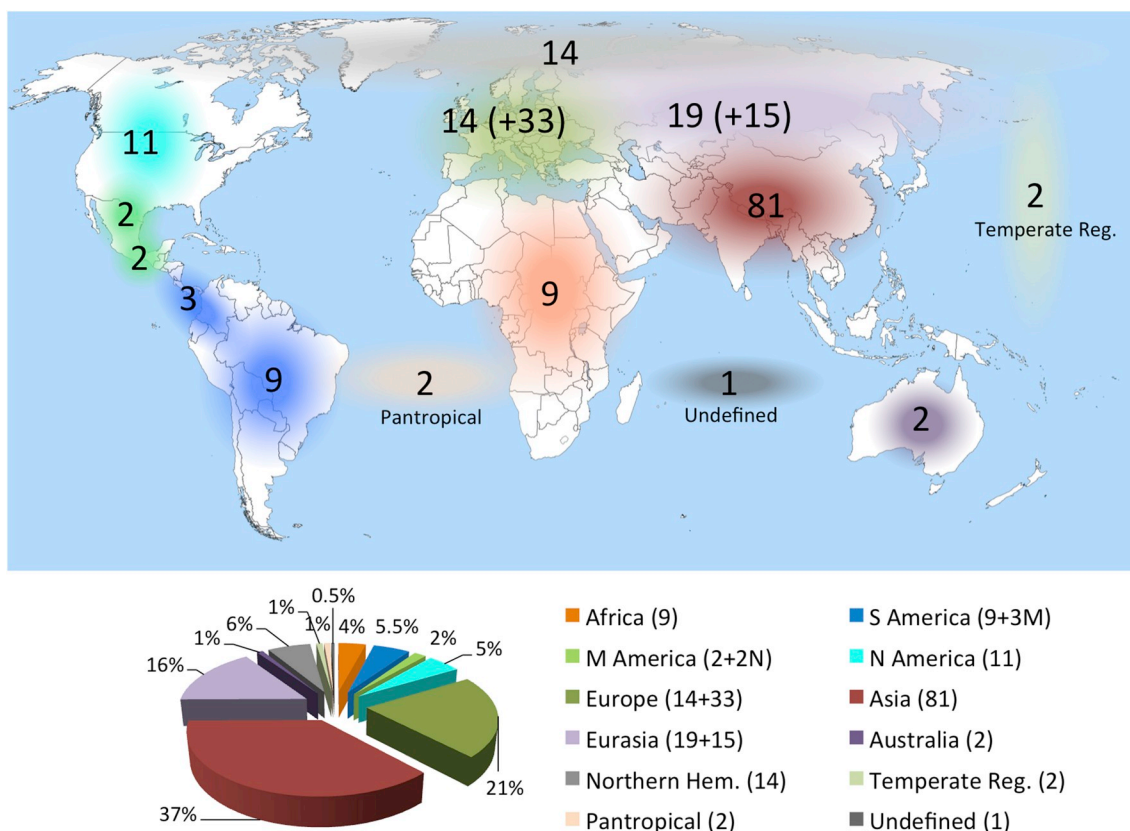 14
14 (+33)
19 (+15)
11
81
2
2
Temperate Reg.
2
3
9
9
2
Pantropical
1
Undefined
2
0.5%
1%
1%
4%
5.5%
2%
5%
6%
1%
16%
21%
37%
Africa (9)
S America (9+3M)
M America (2+2N)
N America (11)
Europe (14+33)
Asia (81)
Eurasia (19+15)
Australia (2)
Northern Hem. (14)
Temperate Reg. (2)
Pantropical (2)
Undefined (1)